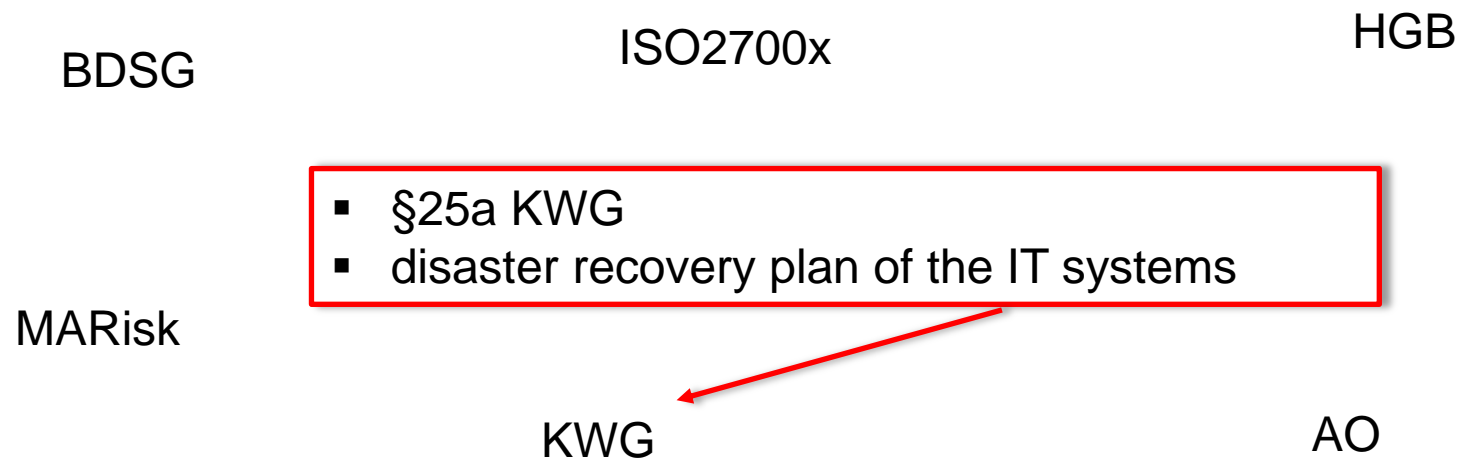 HGB
ISO2700x
BDSG
▪ §25a KWG
▪ disaster recovery plan of the IT systems
MARisk
KWG
AO